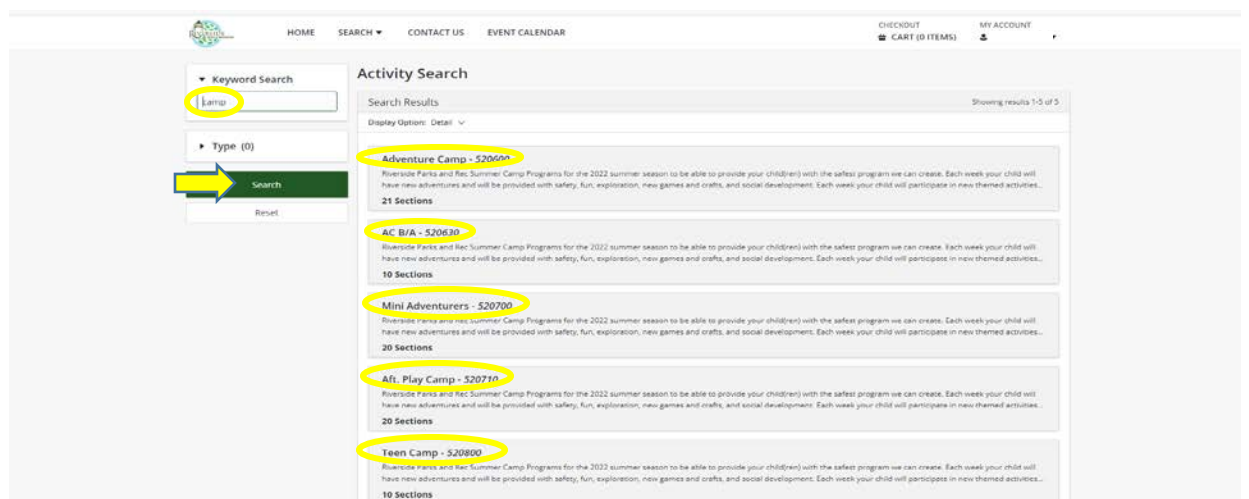 Riverside
HOME SEARCH CONTACT US EVENT CALENDAR
CHECKOUT
CART (0 ITEMS)
MY ACCOUNT
Keyword Search
camp
Type (0)
Search
Reset
Activity Search
Search Results Showing results 1-5 of 5
Display Option: Detail
Adventure Camp - 520600
Riverside Parks and Rec Summer Camp Programs for the 2022 summer season to be able to provide your child(ren) with the safest program we can create. Each week your child will
have new adventures and will be provided with safety, fun, exploration, new games and crafts, and social development. Each week your child will participate in new themed activities...
21 Sections
AC B/A - 520630
Riverside Parks and Rec Summer Camp Programs for the 2022 summer season to be able to provide your child(ren) with the safest program we can create. Each week your child will
have new adventures and will be provided with safety, fun, exploration, new games and crafts, and social development. Each week your child will participate in new themed activities...
10 Sections
Mini Adventurers - 520700
Riverside Parks and Rec Summer Camp Programs for the 2022 summer season to be able to provide your child(ren) with the safest program we can create. Each week your child will
have new adventures and will be provided with safety, fun, exploration, new games and crafts, and social development. Each week your child will participate in new themed activities...
20 Sections
Aft. Play Camp - 520710
Riverside Parks and Rec Summer Camp Programs for the 2022 summer season to be able to provide your child(ren) with the safest program we can create. Each week your child will
have new adventures and will be provided with safety, fun, exploration, new games and crafts, and social development. Each week your child will participate in new themed activities...
20 Sections
Teen Camp - 520800
Riverside Parks and Rec Summer Camp Programs for the 2022 summer season to be able to provide your child(ren) with the safest program we can create. Each week your child will
have new adventures and will be provided with safety, fun, exploration, new games and crafts, and social development. Each week your child will participate in new themed activities...
10 Sections